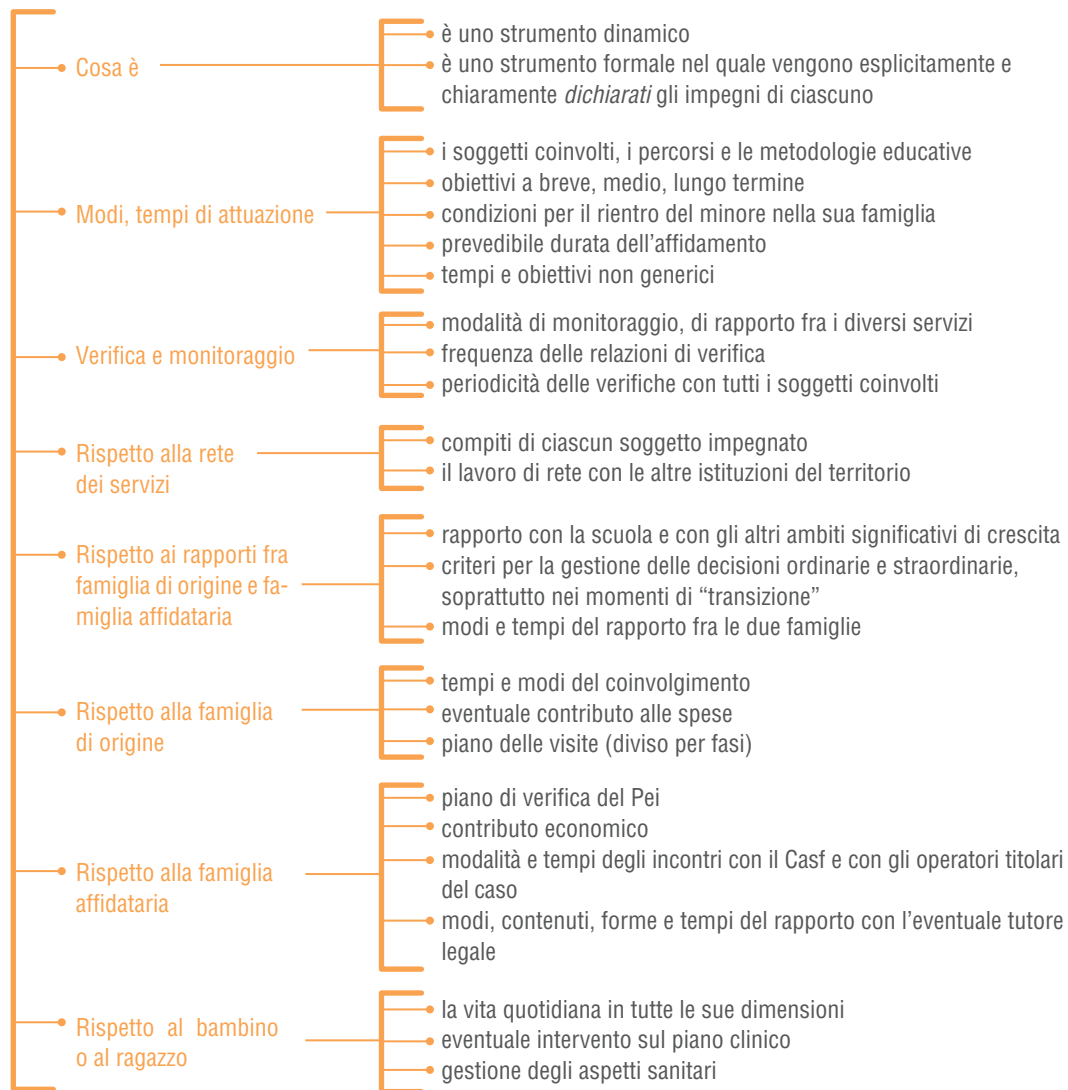 Cosa è
è uno strumento dinamico
è uno strumento formale nel quale vengono esplicitamente e
chiaramente dichiarati gli impegni di ciascuno
Modi, tempi di attuazione
i soggetti coinvolti, i percorsi e le metodologie educative
obiettivi a breve, medio, lungo termine
condizioni per il rientro del minore nella sua famiglia
prevedibile durata dell’affidamento
tempi e obiettivi non generici
Verifica e monitoraggio
modalità di monitoraggio, di rapporto fra i diversi servizi
frequenza delle relazioni di verifica
periodicità delle verifiche con tutti i soggetti coinvolti
Rispetto alla rete
dei servizi
compiti di ciascun soggetto impegnato
il lavoro di rete con le altre istituzioni del territorio
Rispetto ai rapporti fra
famiglia di origine e fa-
miglia affidataria
rapporto con la scuola e con gli altri ambiti significativi di crescita
criteri per la gestione delle decisioni ordinarie e straordinarie,
soprattutto nei momenti di “transizione”
modi e tempi del rapporto fra le due famiglie
Rispetto alla famiglia
di origine
tempi e modi del coinvolgimento
eventuale contributo alle spese
piano delle visite (diviso per fasi)
Rispetto alla famiglia
affidataria
piano di verifica del Pei
contributo economico
modalità e tempi degli incontri con il Casf e con gli operatori titolari
del caso
modi, contenuti, forme e tempi del rapporto con l’eventuale tutore
legale
Rispetto al bambino
o al ragazzo
la vita quotidiana in tutte le sue dimensioni
eventuale intervento sul piano clinico
gestione degli aspetti sanitari